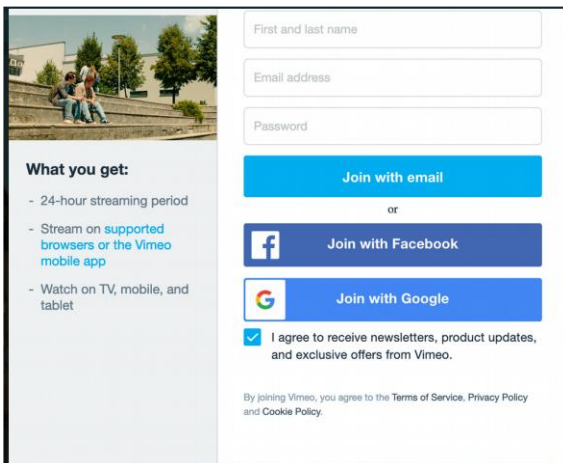 What you get:
- 24-hour streaming period
- Stream on supported
browsers or the Vimeo
mobile app
- Watch on TV, mobile, and
tablet
First and last name
Email address
Password
Join with email
or
Join with Facebook
Join with Google
I agree to receive newsletters, product updates,
and exclusive offers from Vimeo.
By joining Vimeo, you agree to the Terms of Service, Privacy Policy
and Cookie Policy.